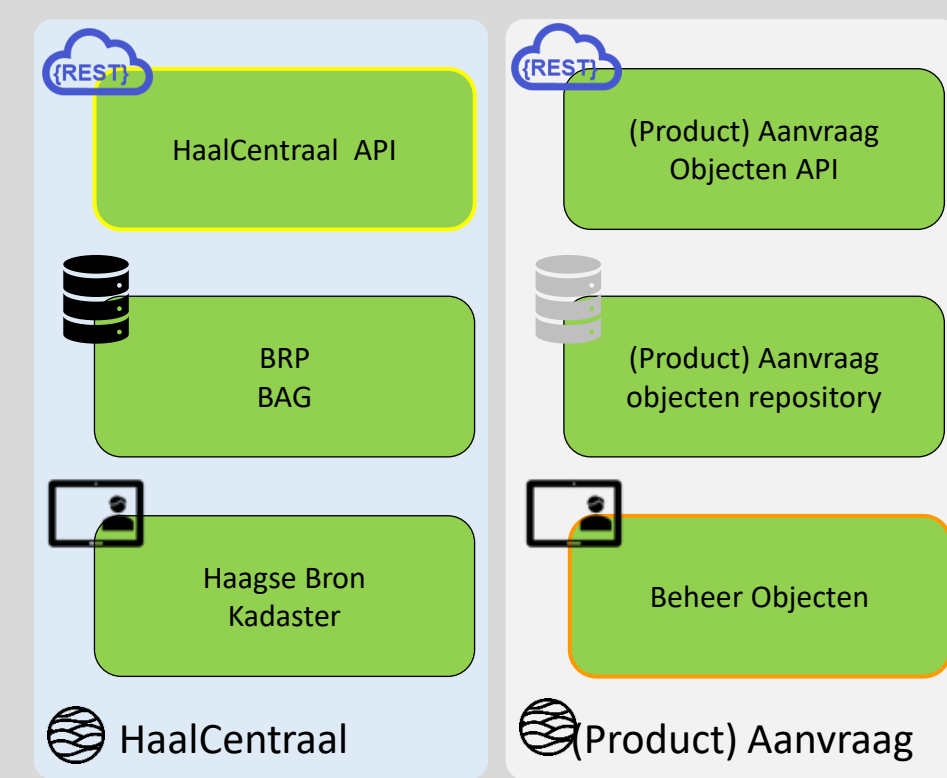 {REST}
HaalCentraal API
BRP
BAG
Haagse Bron
Kadaster
HaalCentraal
{REST}
(Product) Aanvraag
Objecten API
(Product) Aanvraag
objecten repository
Beheer Objecten
(Product) Aanvraag